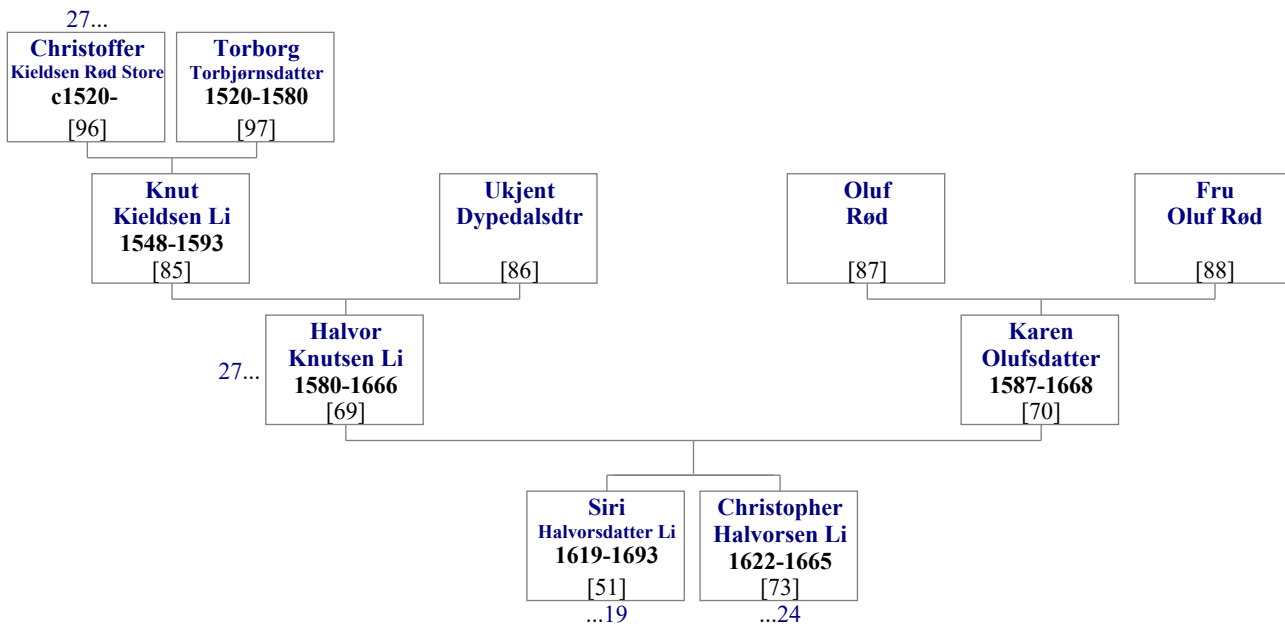 27...
Christoffer
Kieldsen Rød Store
c1520-
[96]
Torborg
Torbjørnsdatter
1520-1580
[97]
Knut
Kieldsen Li
1548-1593
[85]
Ukjent
Dypedalsdtr
[86]
Oluf
Rød
[87]
Fru
Oluf Rød
[88]
27...
Halvor
Knutsen Li
1580-1666
[69]
Karen
Olufsdatter
1587-1668
[70]
Siri
Halvorsdatter Li
1619-1693
[51]
...19
Christopher
Halvorsen Li
1622-1665
[73]
...24